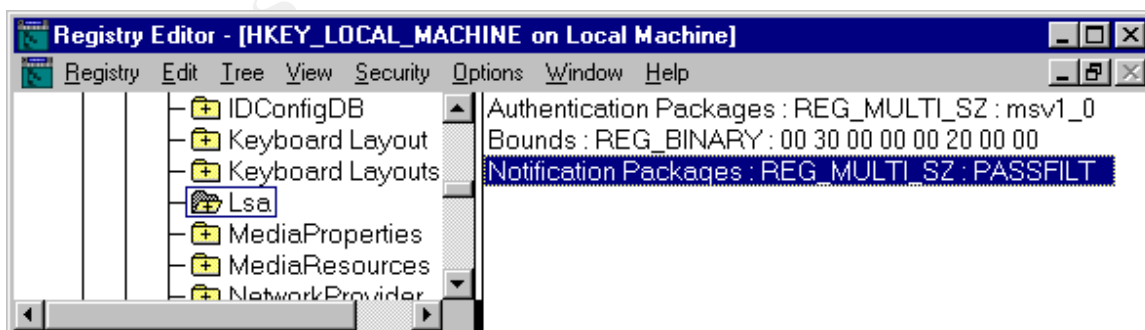 Registry Editor - [HKEY_LOCAL_MACHINE on Local Machine]
Registry Edit Tree View Security Options Window Help
IDConfigDB
Keyboard Layout
Keyboard Layouts
Lsa
MediaProperties
MediaResources
NetworkProvider
Authentication Packages : REG_MULTI_SZ : msv1_0
Bounds : REG_BINARY : 00 30 00 00 00 20 00 00
Notification Packages : REG_MULTI_SZ : PASSFILT